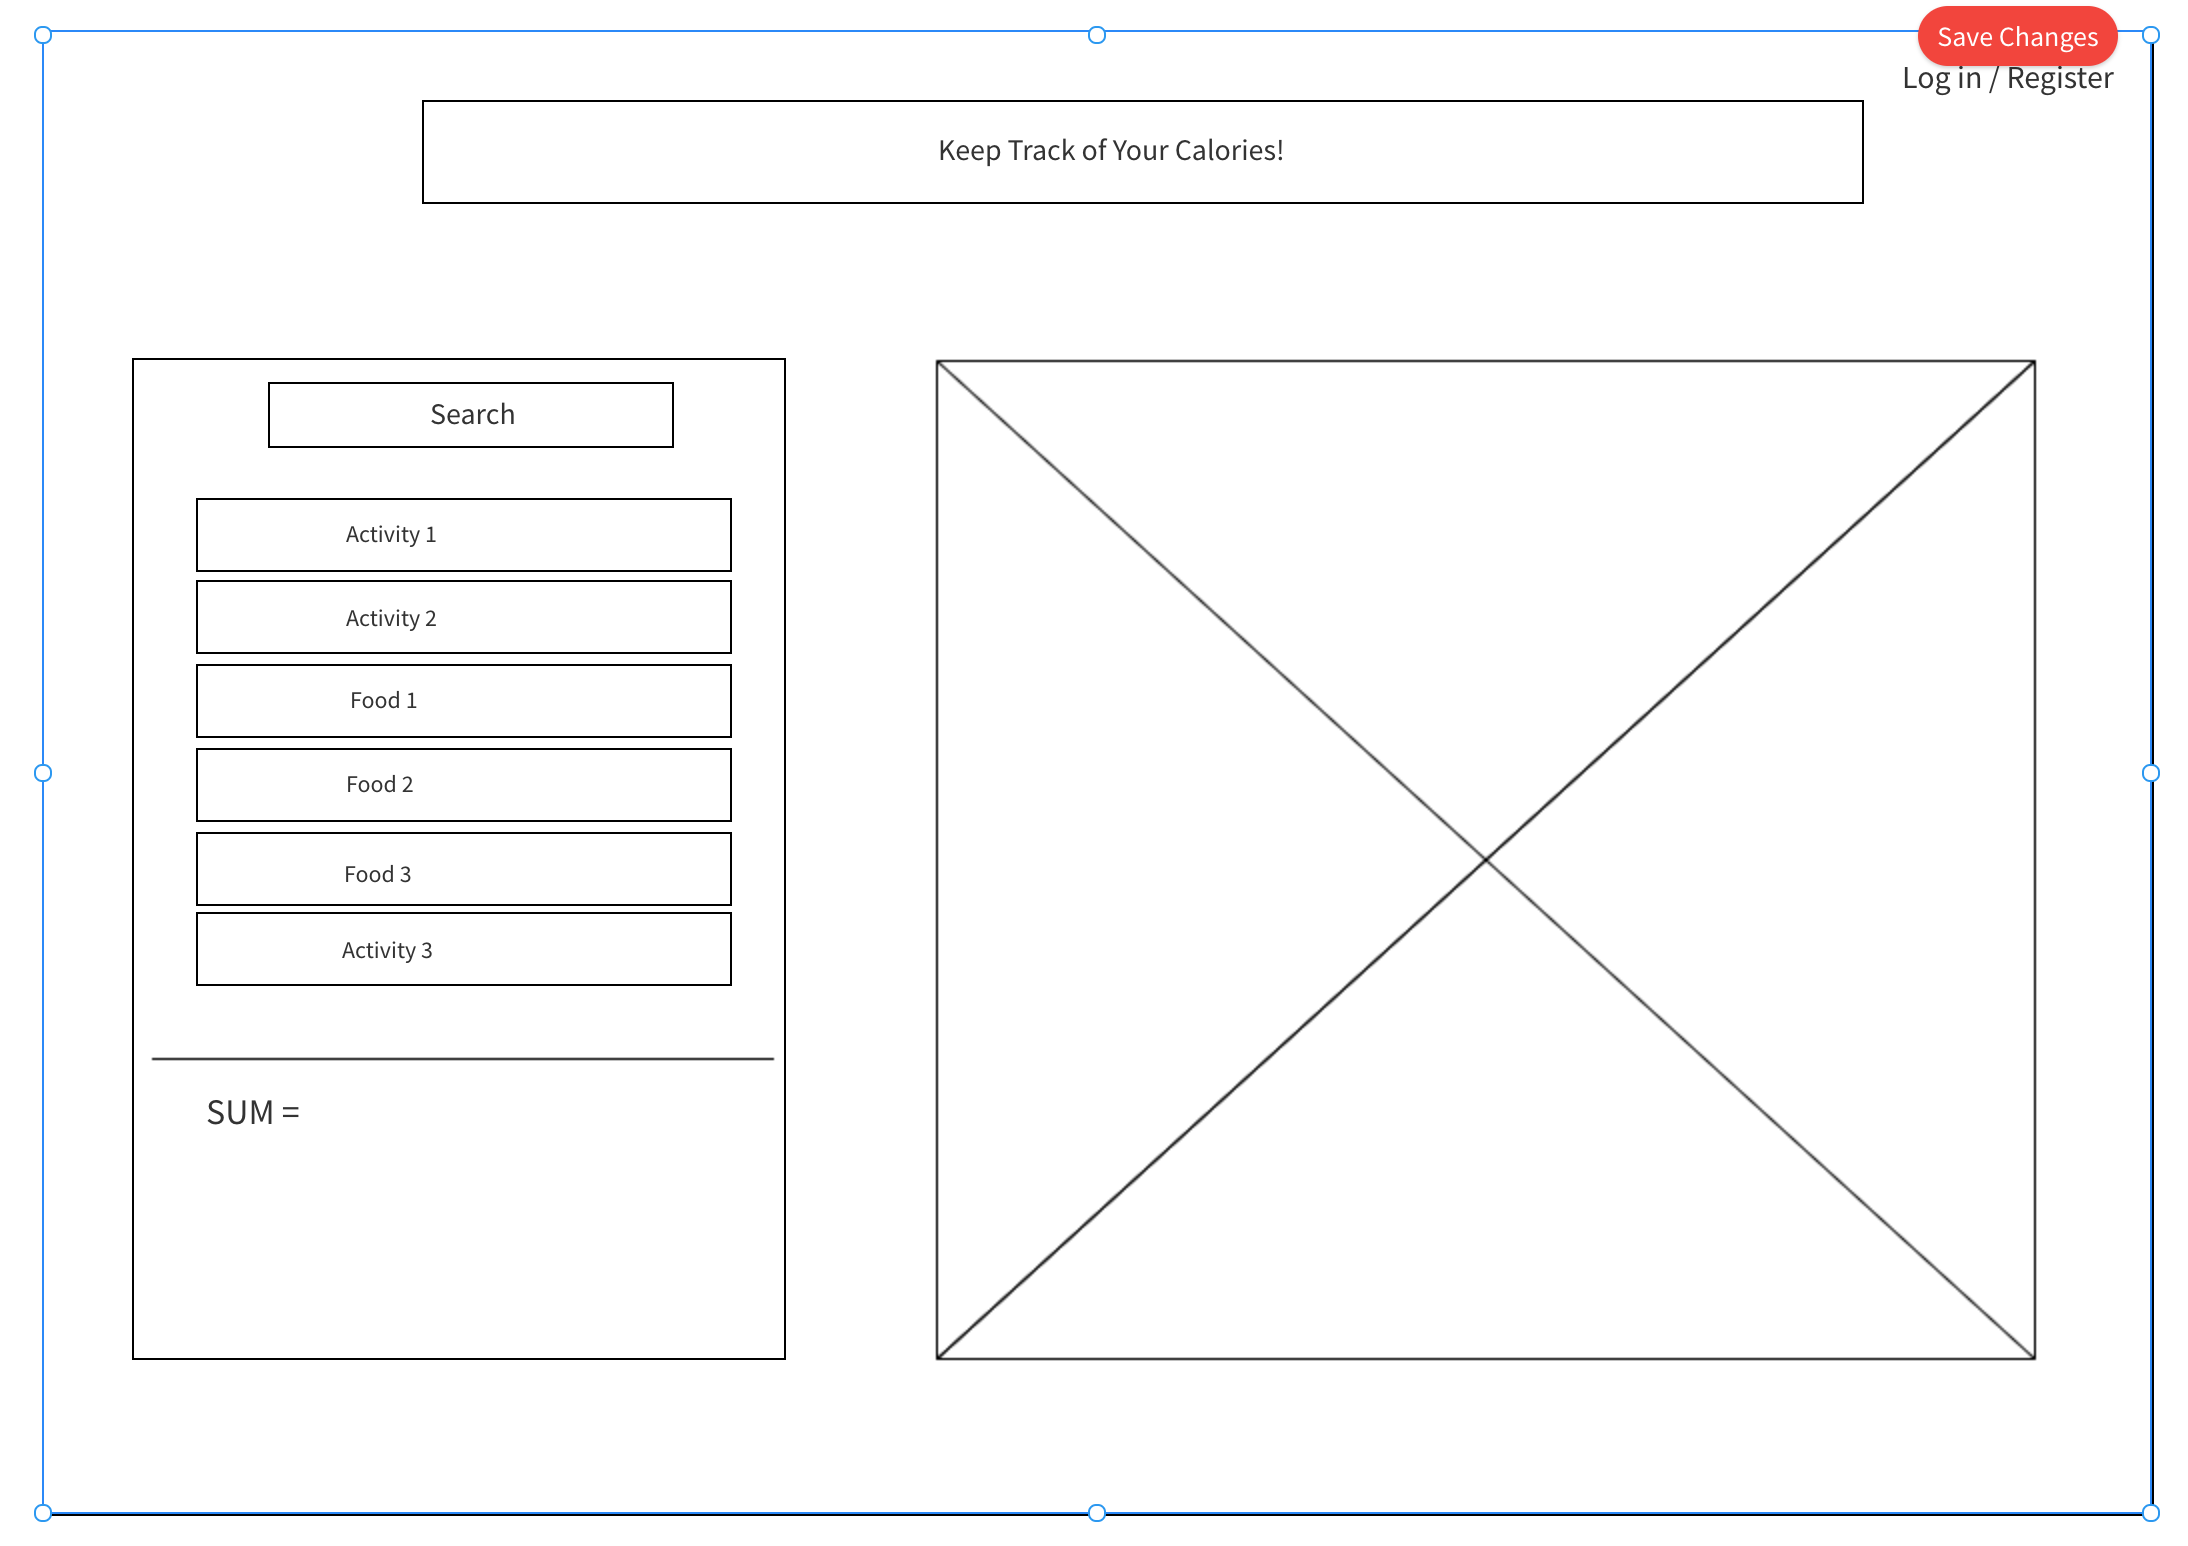 Save Changes
Log in / Register
Keep Track of Your Calories!
Search
Activity 1
Activity 2
Food 1
Food 2
Food 3
Activity 3
SUM =